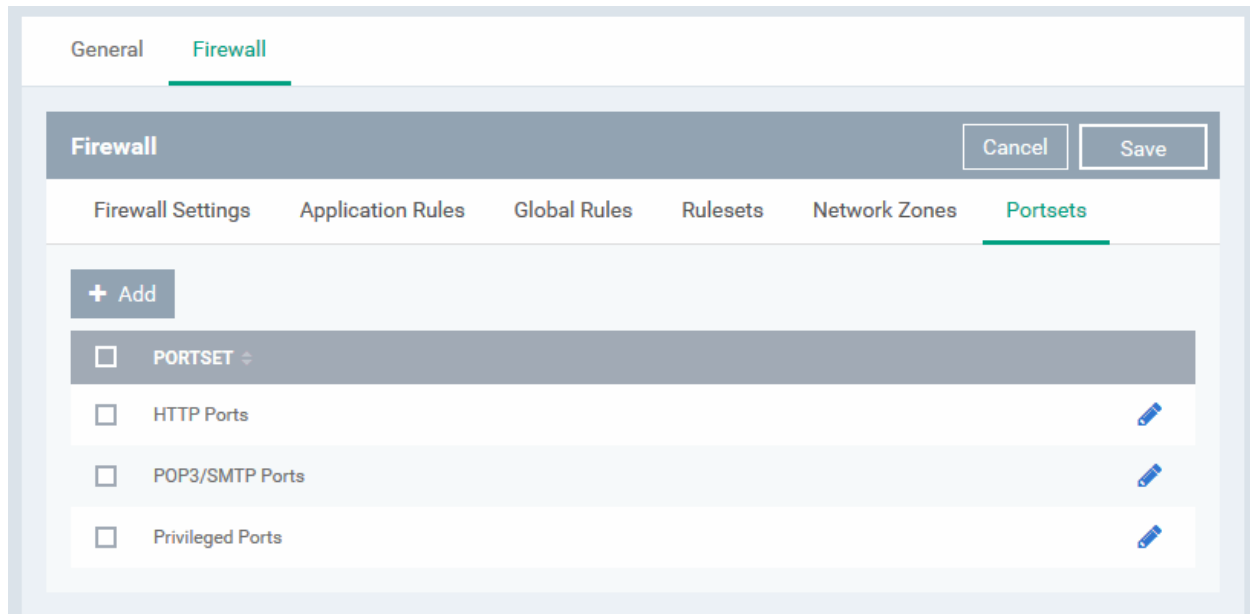 General Firewall
Firewall Cancel Save
Firewall Settings Application Rules Global Rules Rulesets Network Zones Portsets
Add
PORTSET
HTTP Ports
POP3/SMTP Ports
Privileged Ports